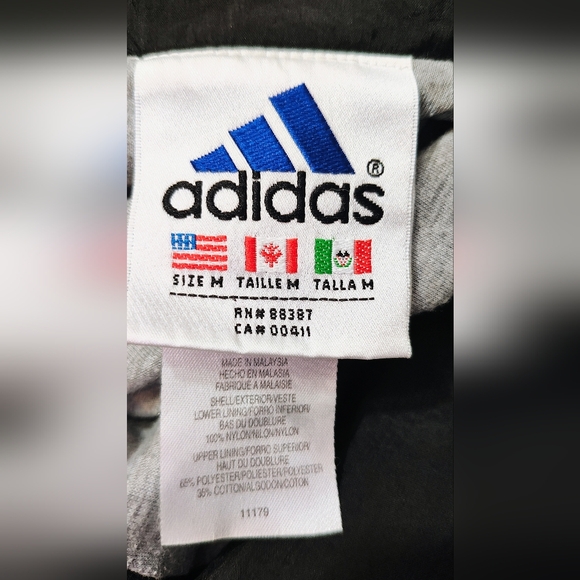 adidas®
SIZE M TAILLE M TALLA M
RN# 88387
CA# 00411
MADE IN MALAYSIA
HECHO EN MALASIA
FABRIQUÉ A MALAISIE
SHELL/EXTERIOR/VESTE
LOWER LINING/FORRO INFERIOR/
BAS DU DOUBLURE
100% NYLON/NILON/NYLON
UPPER LINING/FORRO SUPERIOR/
HAUT DU DOUBLURE
65% POLYESTER/POLIESTER/POLYESTER
35% COTTON/ALGODON/COTON
11179